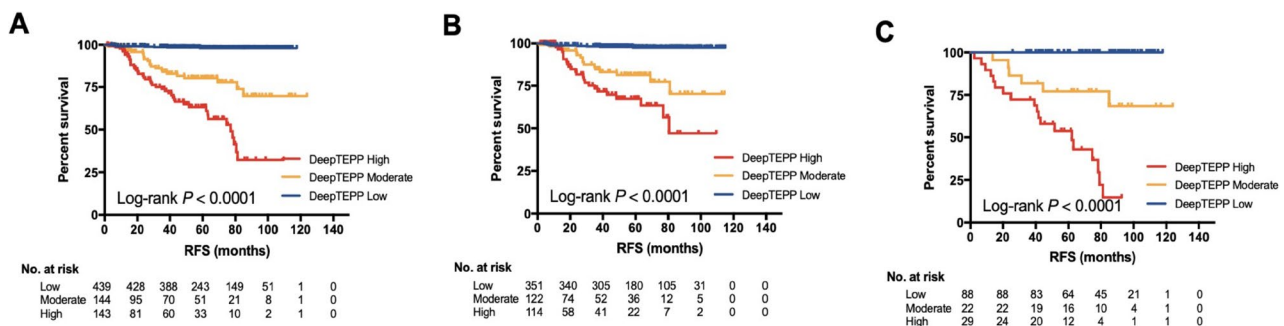 A
Percent survival
100
75
50
25
0
DeepTEPP High
DeepTEPP Moderate
DeepTEPP Low
Log-rank P < 0.0001
0 20 40 60 80 100 120 140
RFS (months)
No. at risk
Low 439 428 388 243 149 51 1 0
Moderate 144 95 70 51 21 8 1 0
High 143 81 60 33 10 2 1 0
B
Percent survival
100
75
50
25
0
DeepTEPP High
DeepTEPP Moderate
DeepTEPP Low
Log-rank P < 0.0001
0 20 40 60 80 100 120 140
RFS (months)
No. at risk
Low 351 340 305 180 105 31 0 0
Moderate 122 74 52 36 12 5 0 0
High 114 58 41 22 7 2 0 0
C
Percent survival
100
75
50
25
0
DeepTEPP High
DeepTEPP Moderate
DeepTEPP Low
Log-rank P < 0.0001
0 20 40 60 80 100 120 140
RFS (months)
No. at risk
Low 88 88 83 64 45 21 1 0
Moderate 22 22 19 16 10 4 1 0
High 29 24 20 12 4 1 1 0